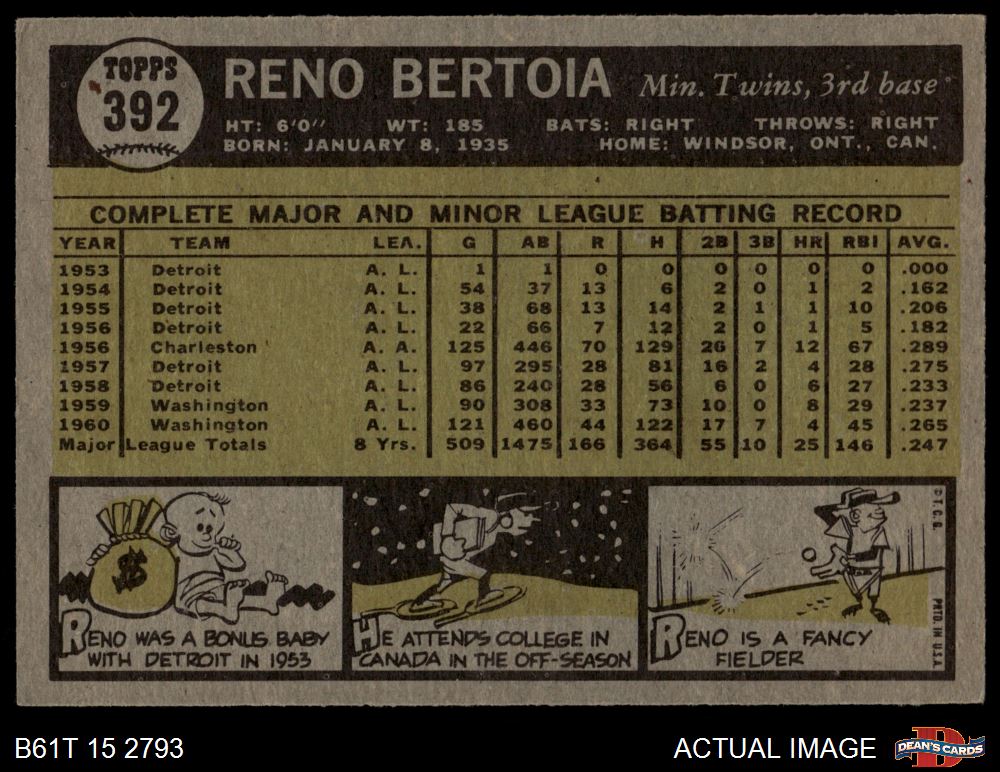 TOPPS
392
RENO BERTOIA Min. Twins, 3rd base
HT: 6'0" WT: 185 BATS: RIGHT THROWS: RIGHT
BORN: JANUARY 8, 1935 HOME: WINDSOR, ONT., CAN.
COMPLETE MAJOR AND MINOR LEAGUE BATTING RECORD
YEAR TEAM LEA. G AB R H 2B 3B HR RBI AVG.
1953 Detroit A. L. 1 1 0 0 0 0 0 0 .000
1954 Detroit A. L. 54 37 13 6 2 0 1 2 .162
1955 Detroit A. L. 38 68 13 14 2 1 1 10 .206
1956 Detroit A. L. 22 66 7 12 2 0 1 5 .182
1956 Charleston A. A. 125 446 70 129 26 7 12 67 .289
1957 Detroit A. L. 97 295 28 81 16 2 4 28 .275
1958 Detroit A. L. 86 240 28 56 6 0 6 27 .233
1959 Washington A. L. 90 308 33 73 10 0 8 29 .237
1960 Washington A. L. 121 460 44 122 17 7 4 45 .265
Major League Totals 8 Yrs. 509 1475 166 364 55 10 25 146 .247
$
RENO WAS A BONUS BABY
WITH DETROIT IN 1953
HE ATTENDS COLLEGE IN
CANADA IN THE OFF-SEASON
RENO IS A FANCY
FIELDER
© T. C. G.
PRTD. IN U.S.A.
B61T 15 2793
ACTUAL IMAGE
D
DEAN'S CARDS